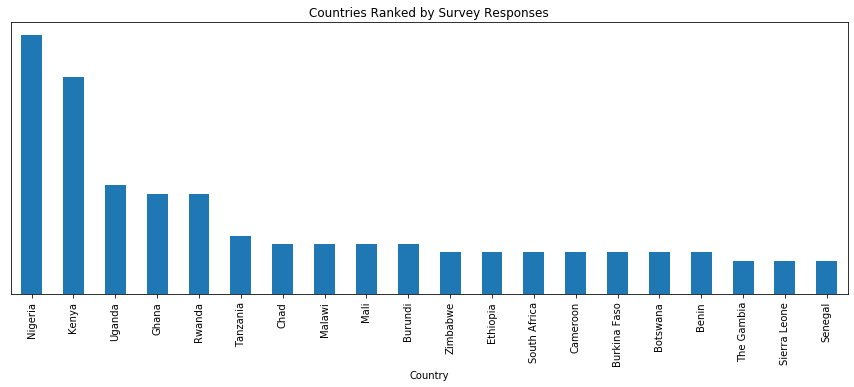 Countries Ranked by Survey Responses
Nigeria
Kenya
Uganda
Ghana
Rwanda
Tanzania
Chad
Malawi
Mali
Burundi
Zimbabwe
Ethiopia
South Africa
Cameroon
Burkina Faso
Botswana
Benin
The Gambia
Sierra Leone
Senegal
Country